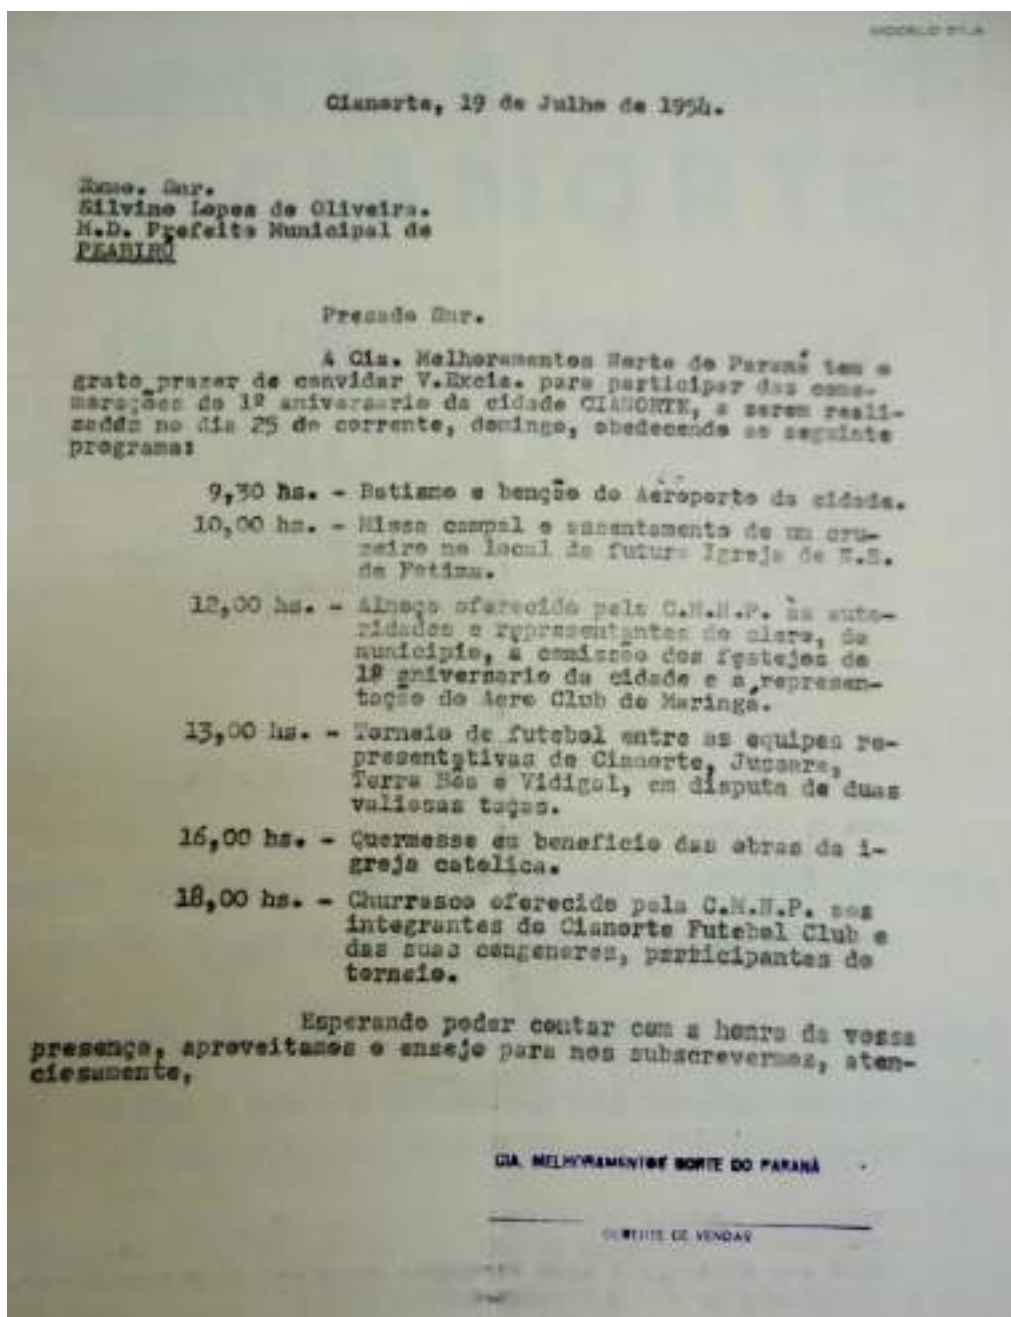 MODELO 21-A
Cianorte, 19 de Julho de 1954.
Exmo. Snr.
Silvino Lopes de Oliveira.
M.D. Prefeito Municipal de
PEABIRÚ
Presado Snr.
A Cia. Melhoramentos Norte do Paraná tem o
grato prazer de convidar V.Excia. para participar das come-
morações do 1º aniversario da cidade CIANORTE, a serem reali-
zadas no dia 25 do corrente, domingo, obedecendo ao seguinte
programa:
9,30 hs. - Batismo e benção do Aéroporto da cidade.
10,00 hs. - Missa campal e assentamento de um cru-
zeiro no local da futura Igreja de N.S.
de Fatima.
12,00 hs. - Almoço oferecido pela C.M.N.P. às auto-
ridades e representantes do clero, do
municipio, à comissão dos festejos do
1º aniversario da cidade e a represen-
tação do Aero Club de Maringá.
13,00 hs. - Torneio de futebol entre as equipes re-
presentativas de Cianorte, Jussara,
Terra Bôa e Vidigal, em disputa de duas
valiosas taças.
16,00 hs. - Quermesse em beneficio das obras da i-
greja catolica.
18,00 hs. - Churrasco oferecido pela C.M.N.P. aos
integrantes do Cianorte Futebol Club e
das suas congeneres, participantes do
torneio.
Esperando poder contar com a honra da vossa
presença, aproveitamos o ensejo para nos subscrevermos, aten-
ciosamente,
CIA. MELHORAMENTOS NORTE DO PARANÁ
GERENTE DE VENDAS